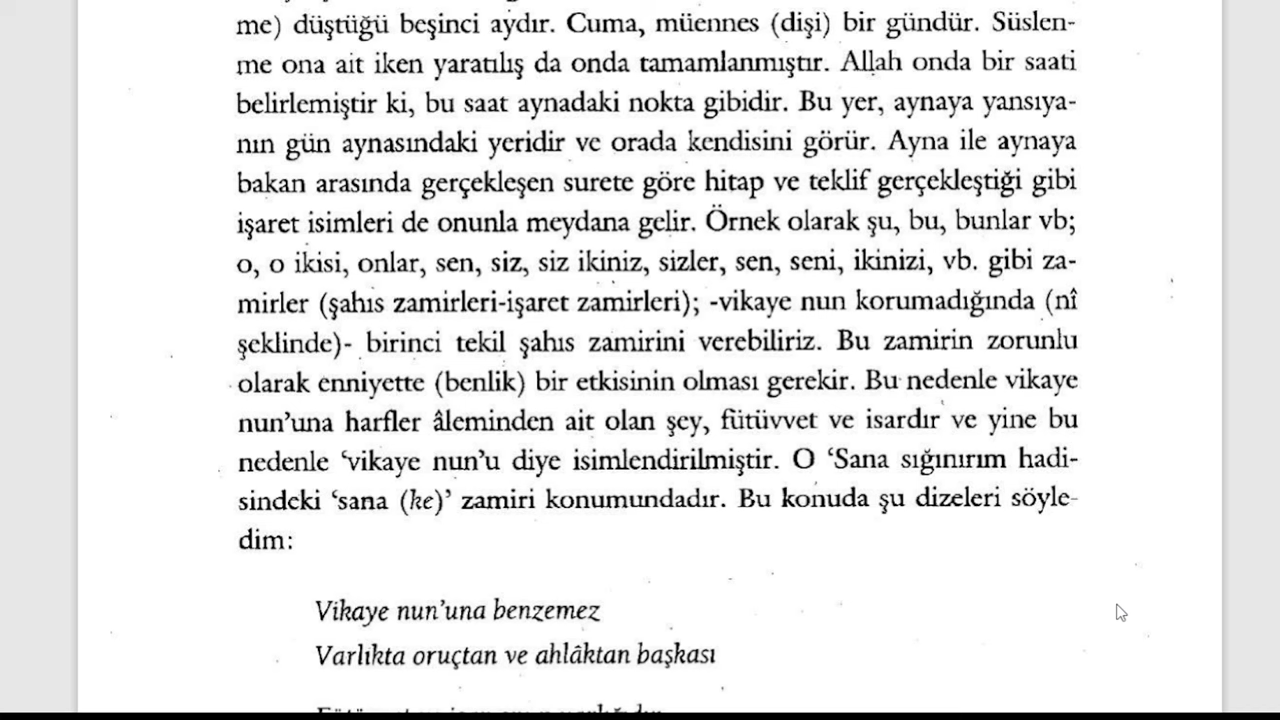 me) düştüğü beşinci aydır. Cuma, müennes (dişi) bir gündür. Süslen-
me ona ait iken yaratılış da onda tamamlanmıştır. Allah onda bir saati
belirlemiştir ki, bu saat aynadaki nokta gibidir. Bu yer, aynaya yansıya-
nın gün aynasındaki yeridir ve orada kendisini görür. Ayna ile aynaya
bakan arasında gerçekleşen surete göre hitap ve teklif gerçekleştiği gibi
işaret isimleri de onunla meydana gelir. Örnek olarak şu, bu, bunlar vb;
o, o ikisi, onlar, sen, siz, siz ikiniz, sizler, sen, seni, ikinizi, vb. gibi za-
mirler (şahıs zamirleri-işaret zamirleri); -vikaye nun korumadığında (nî
şeklinde)- birinci tekil şahıs zamirini verebiliriz. Bu zamirin zorunlu
olarak enniyette (benlik) bir etkisinin olması gerekir. Bu nedenle vikaye
nun’una harfler âleminden ait olan şey, fütüvvet ve isardır ve yine bu
nedenle ‘vikaye nun’u diye isimlendirilmiştir. O ‘Sana sığınırım hadi-
sindeki ‘sana (ke)’ zamiri konumundadır. Bu konuda şu dizeleri söyle-
dim:
Vikaye nun’una benzemez
Varlıkta oruçtan ve ahlâktan başkası